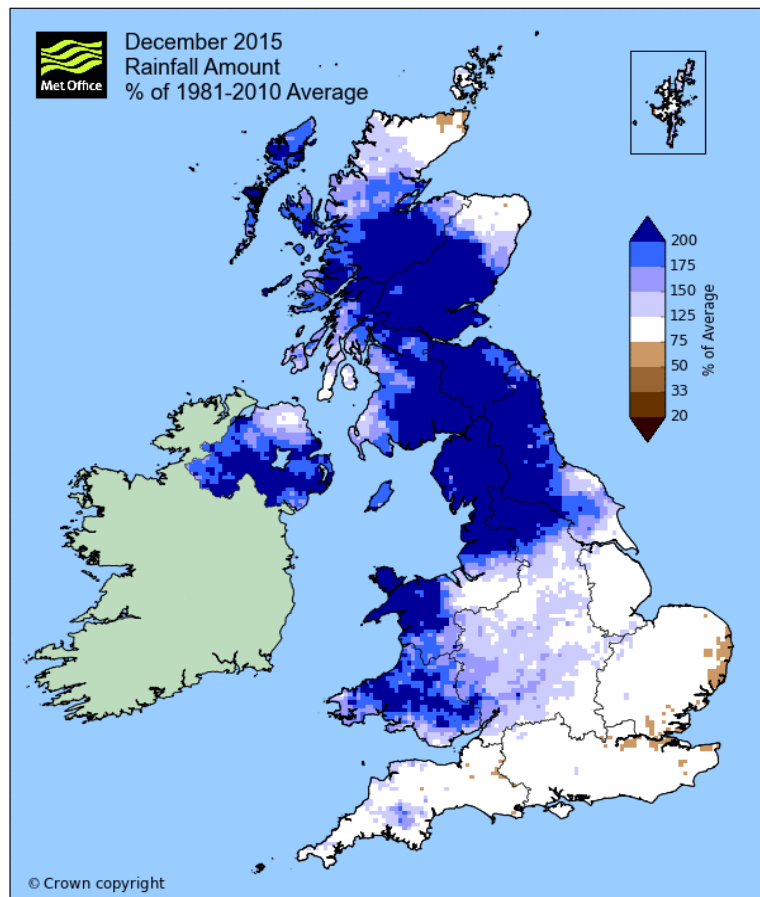 December 2015
Rainfall Amount
% of 1981-2010 Average
Met Office
200
175
150
125
75
50
33
20
% of Average
© Crown copyright